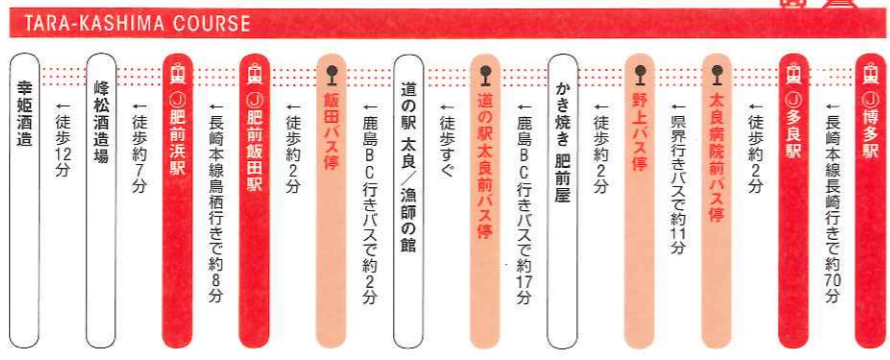 TARA-KASHIMA COURSE
Ⓙ博多駅
←長崎本線長崎行きで約70分
Ⓙ多良駅
←徒歩約2分
太良病院前バス停
←県界行きバスで約11分
野上バス停
←徒歩約2分
かき焼き 肥前屋
←鹿島BC行きバスで約17分
道の駅太良前バス停
←徒歩すぐ
道の駅 太良/漁師の館
←鹿島BC行きバスで約2分
飯田バス停
←徒歩約2分
Ⓙ肥前飯田駅
←長崎本線鳥栖行きで約8分
Ⓙ肥前浜駅
←徒歩約7分
峰松酒造場
←徒歩12分
幸姫酒造